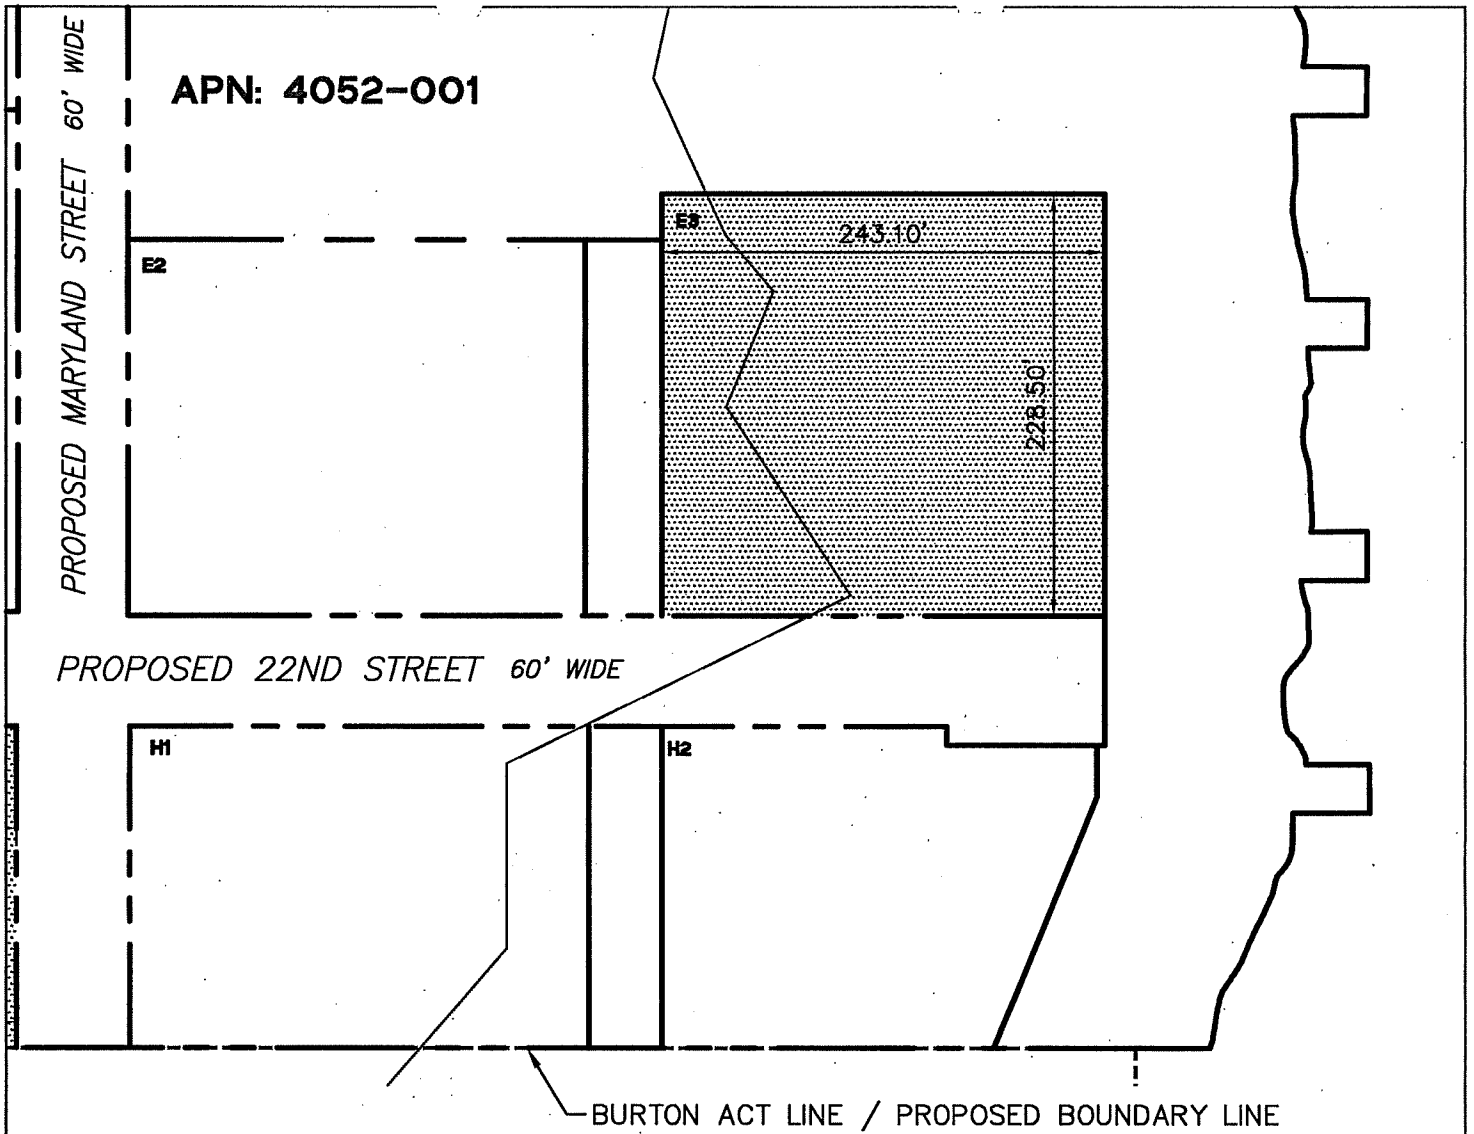 PROPOSED MARYLAND STREET 60' WIDE
APN: 4052-001
E3
243.10'
E2
228.50'
PROPOSED 22ND STREET 60' WIDE
H1
H2
BURTON ACT LINE / PROPOSED BOUNDARY LINE